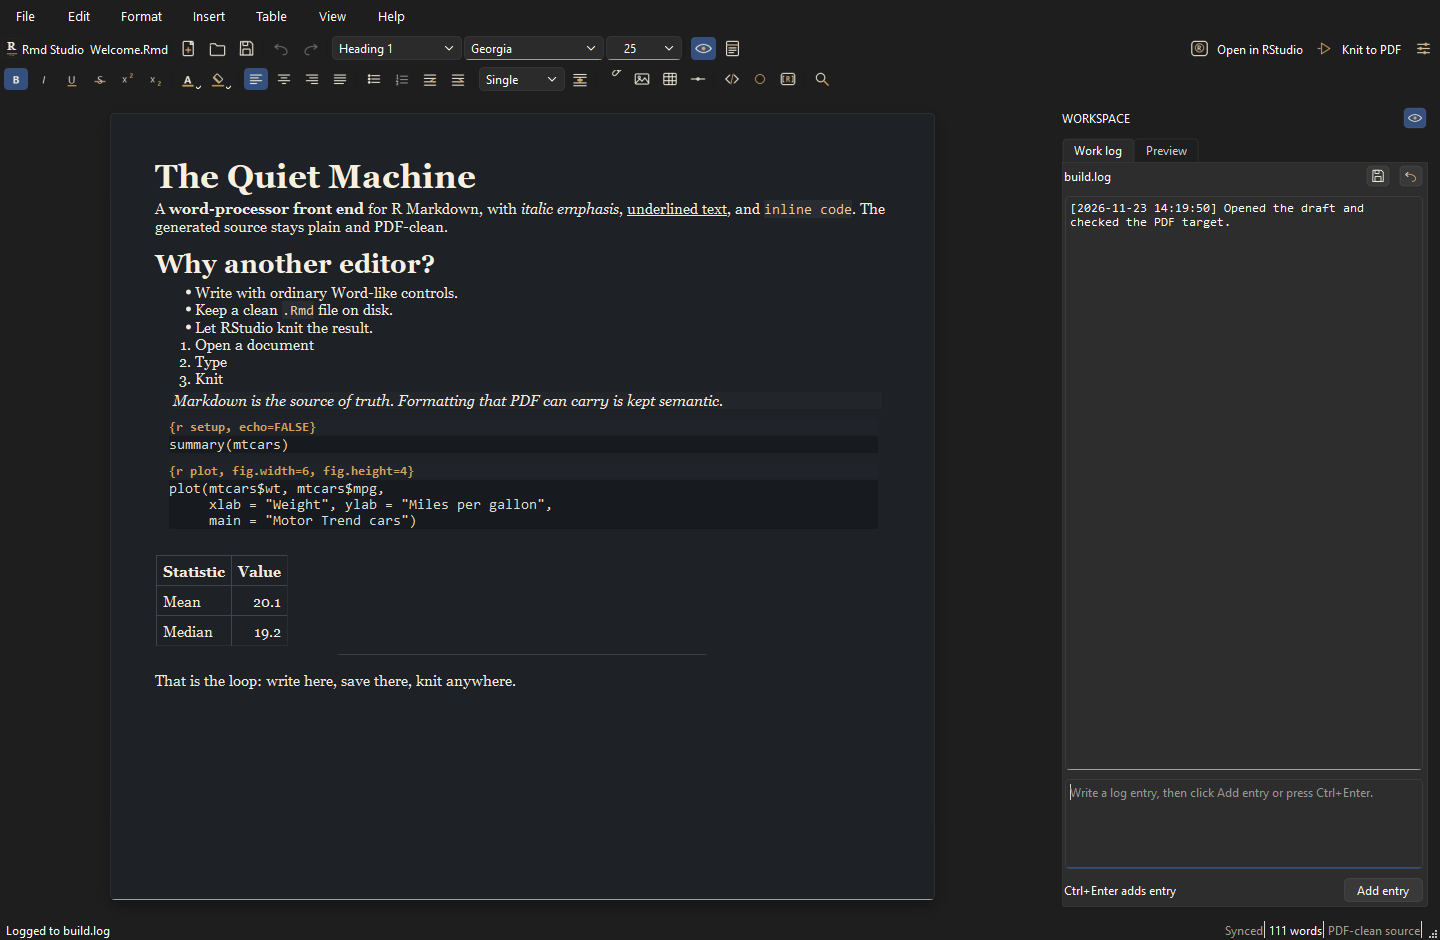 File Edit Format Insert Table View Help
R Rmd Studio Welcome.Rmd Heading 1 Georgia 25 Open in RStudio Knit to PDF
B I U S x² x₂ A Single
WORKSPACE
Work log Preview
build.log
[2026-11-23 14:19:50] Opened the draft and
checked the PDF target.
Write a log entry, then click Add entry or press Ctrl+Enter.
Ctrl+Enter adds entry Add entry
The Quiet Machine
A word-processor front end for R Markdown, with italic emphasis, underlined text, and inline code. The
generated source stays plain and PDF-clean.
Why another editor?
• Write with ordinary Word-like controls.
• Keep a clean .Rmd file on disk.
• Let RStudio knit the result.
1. Open a document
2. Type
3. Knit
Markdown is the source of truth. Formatting that PDF can carry is kept semantic.
{r setup, echo=FALSE}
summary(mtcars)
{r plot, fig.width=6, fig.height=4}
plot(mtcars$wt, mtcars$mpg,
xlab = "Weight", ylab = "Miles per gallon",
main = "Motor Trend cars")
Statistic Value
Mean 20.1
Median 19.2
That is the loop: write here, save there, knit anywhere.
Logged to build.log Synced 111 words PDF-clean source